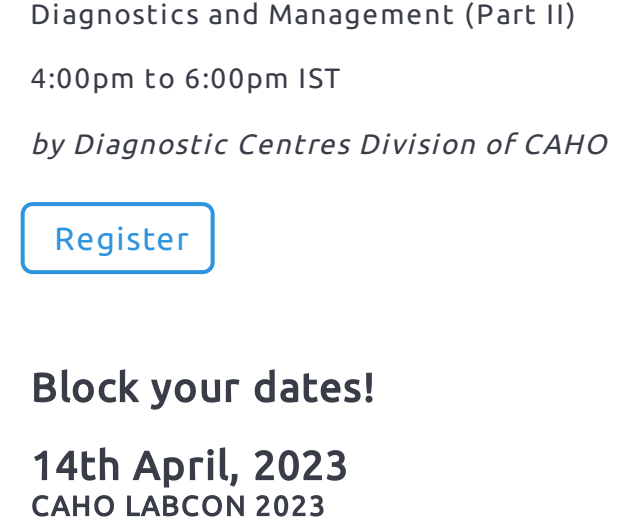 Diagnostics and Management (Part II)
4:00pm to 6:00pm IST
by Diagnostic Centres Division of CAHO
Register
Block your dates!
14th April, 2023
CAHO LABCON 2023